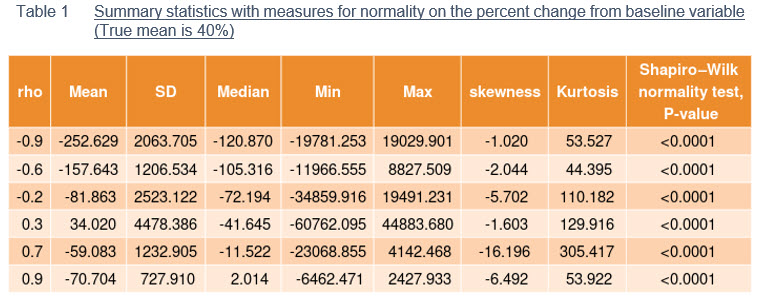 Table 1 Summary statistics with measures for normality on the percent change from baseline variable
(True mean is 40%)
rho Mean SD Median Min Max skewness Kurtosis Shapiro–Wilk normality test, P-value
-0.9 -252.629 2063.705 -120.870 -19781.253 19029.901 -1.020 53.527 <0.0001
-0.6 -157.643 1206.534 -105.316 -11966.555 8827.509 -2.044 44.395 <0.0001
-0.2 -81.863 2523.122 -72.194 -34859.916 19491.231 -5.702 110.182 <0.0001
0.3 34.020 4478.386 -41.645 -60762.095 44883.680 -1.603 129.916 <0.0001
0.7 -59.083 1232.905 -11.522 -23068.855 4142.468 -16.196 305.417 <0.0001
0.9 -70.704 727.910 2.014 -6462.471 2427.933 -6.492 53.922 <0.0001